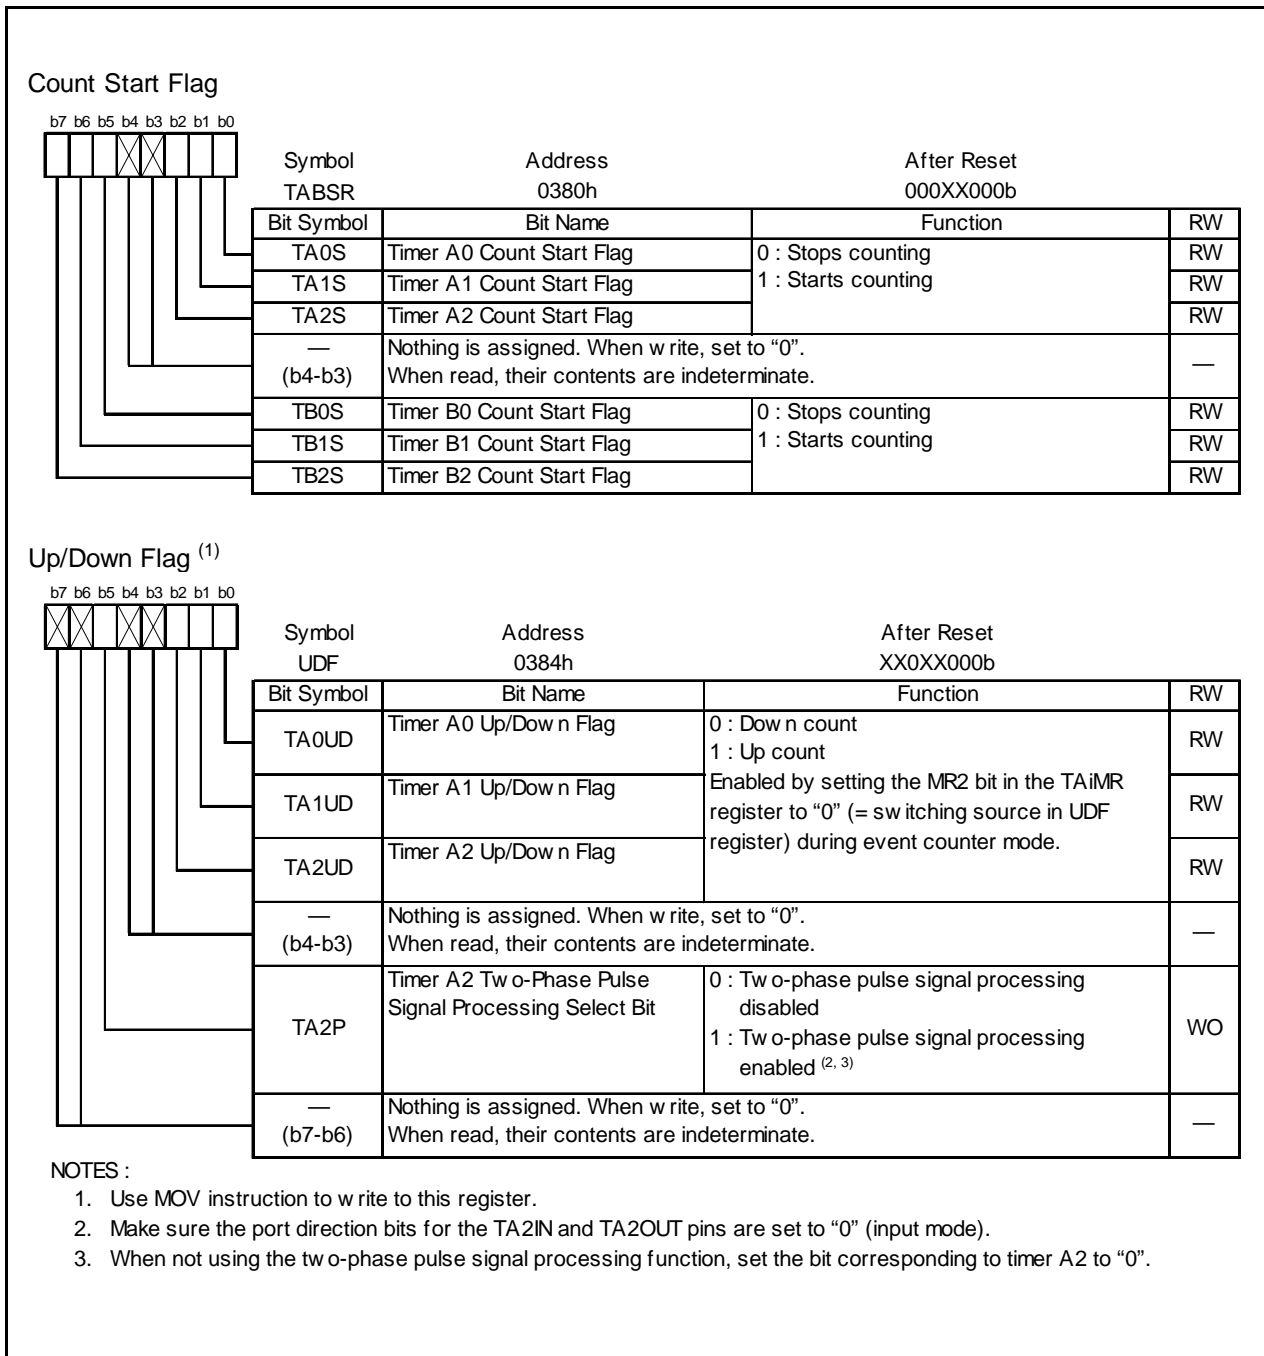 Count Start Flag
b7 b6 b5 b4 b3 b2 b1 b0
Symbol Address After Reset
TABSR 0380h 000XX000b
Bit Symbol Bit Name Function RW
TA0S Timer A0 Count Start Flag 0 : Stops counting RW
TA1S Timer A1 Count Start Flag 1 : Starts counting RW
TA2S Timer A2 Count Start Flag RW
— Nothing is assigned. When write, set to “0”.
(b4-b3) When read, their contents are indeterminate. —
TB0S Timer B0 Count Start Flag 0 : Stops counting RW
TB1S Timer B1 Count Start Flag 1 : Starts counting RW
TB2S Timer B2 Count Start Flag RW
Up/Down Flag (1)
b7 b6 b5 b4 b3 b2 b1 b0
Symbol Address After Reset
UDF 0384h XX0XX000b
Bit Symbol Bit Name Function RW
TA0UD Timer A0 Up/Down Flag 0 : Down count RW
1 : Up count
TA1UD Timer A1 Up/Down Flag Enabled by setting the MR2 bit in the TAiMR RW
register to “0” (= switching source in UDF
TA2UD Timer A2 Up/Down Flag register) during event counter mode. RW
— Nothing is assigned. When write, set to “0”.
(b4-b3) When read, their contents are indeterminate. —
Timer A2 Two-Phase Pulse 0 : Two-phase pulse signal processing
Signal Processing Select Bit disabled
TA2P 1 : Two-phase pulse signal processing WO
enabled (2, 3)
— Nothing is assigned. When write, set to “0”.
(b7-b6) When read, their contents are indeterminate. —
NOTES :
1. Use MOV instruction to write to this register.
2. Make sure the port direction bits for the TA2IN and TA2OUT pins are set to “0” (input mode).
3. When not using the two-phase pulse signal processing function, set the bit corresponding to timer A2 to “0”.